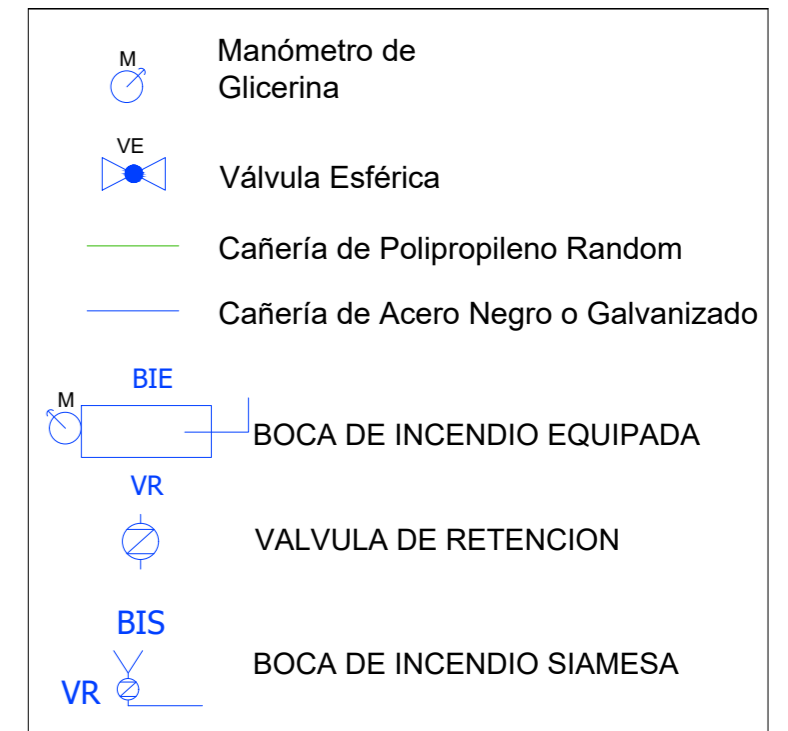 M
Manómetro de
Glicerina
VE
Válvula Esférica
Cañería de Polipropileno Random
Cañería de Acero Negro o Galvanizado
BIE
M
BOCA DE INCENDIO EQUIPADA
VR
VALVULA DE RETENCION
BIS
BOCA DE INCENDIO SIAMESA
VR